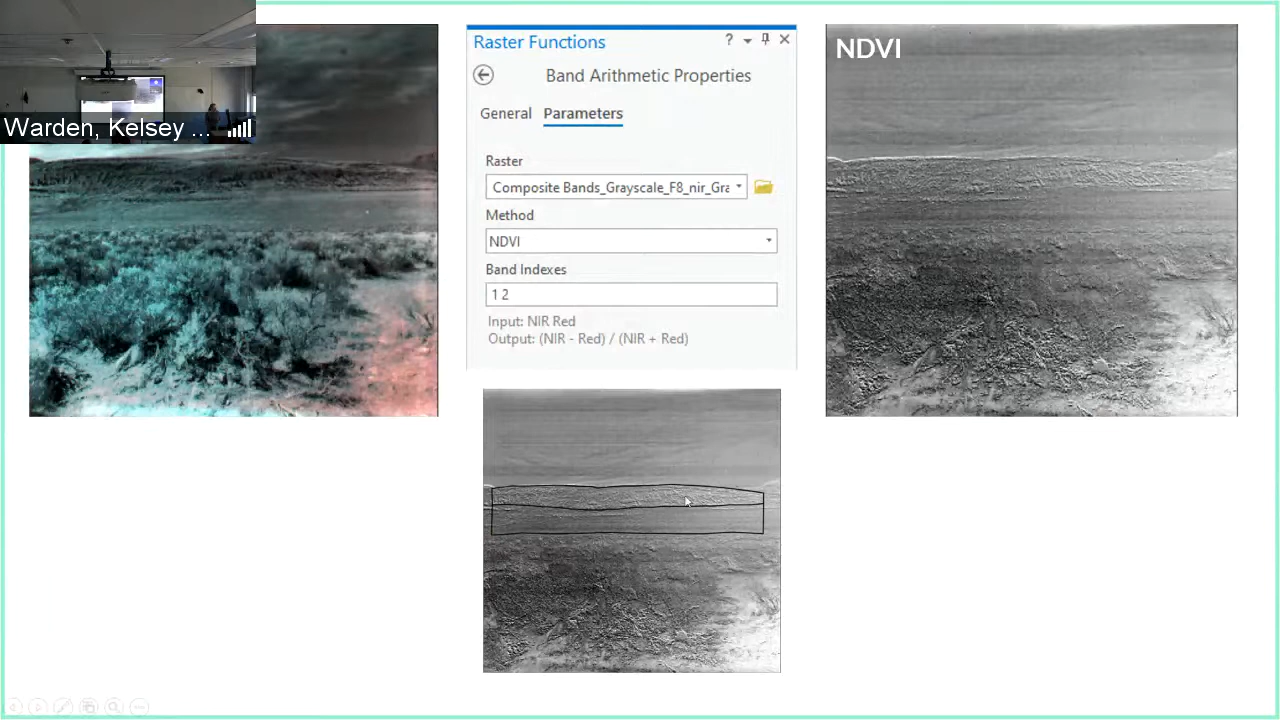 Warden, Kelsey ...
Raster Functions
Band Arithmetic Properties
General Parameters
Raster
Composite Bands_Grayscale_F8_nir_Gra
Method
NDVI
Band Indexes
1 2
Input: NIR Red
Output: (NIR - Red) / (NIR + Red)
NDVI